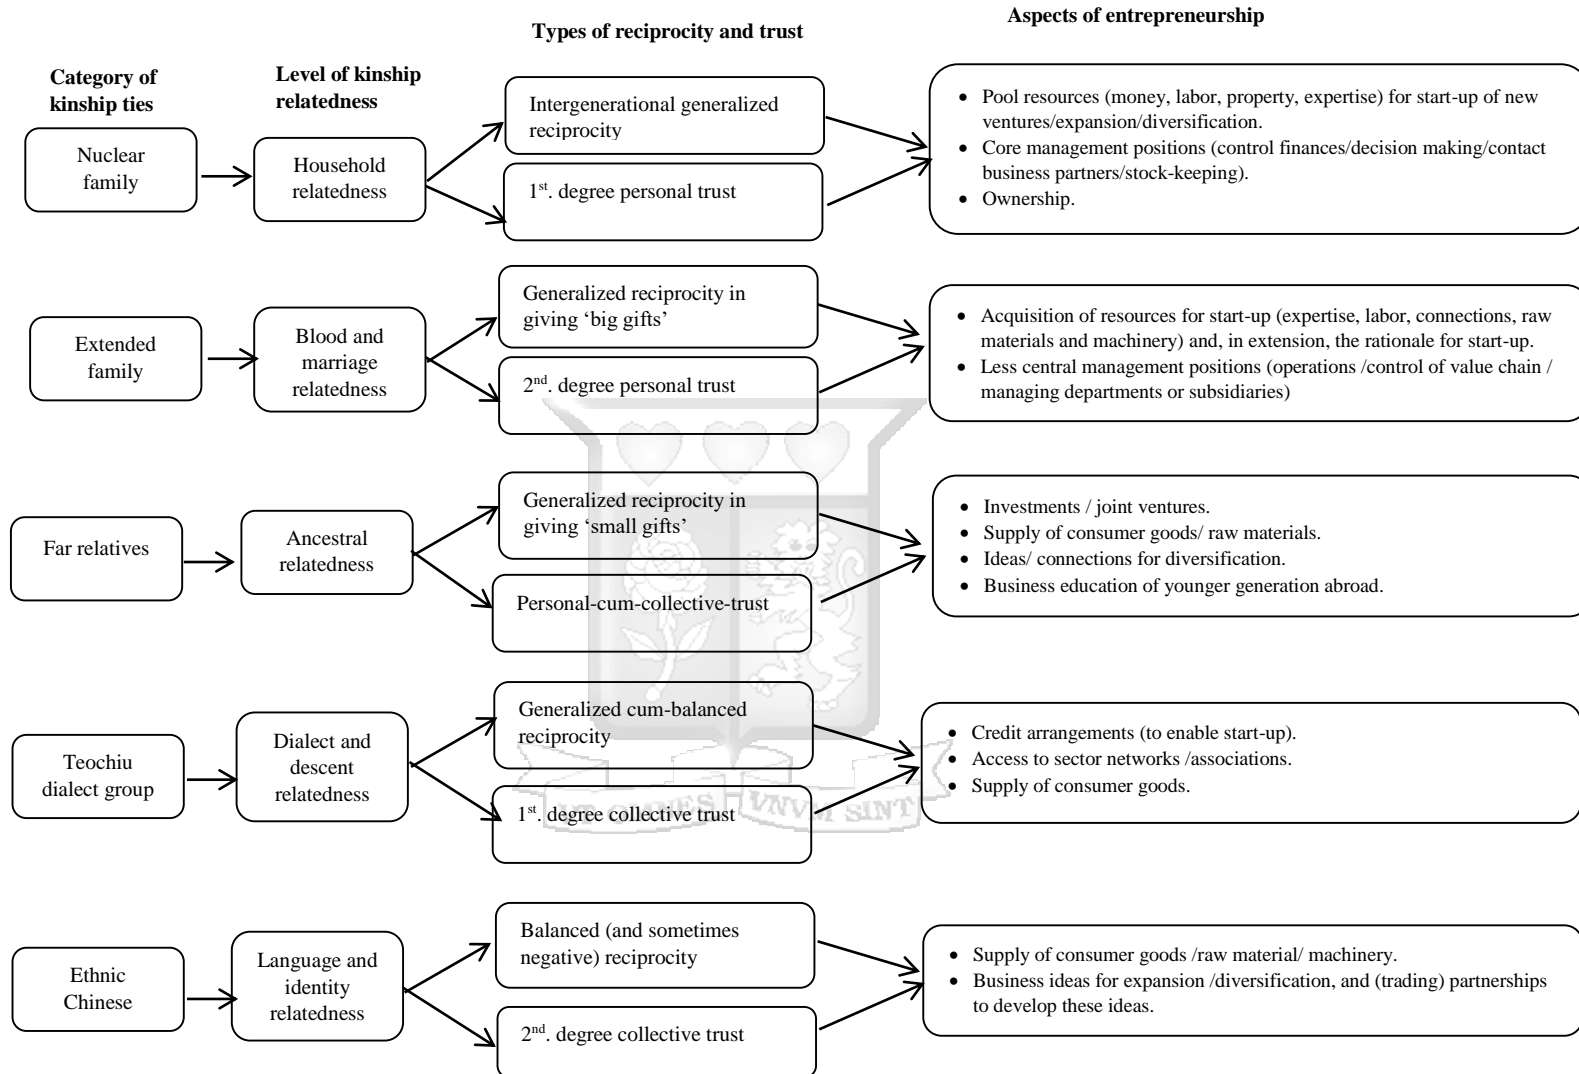 Aspects of entrepreneurship
Types of reciprocity and trust
Category of
kinship ties
Level of kinship
relatedness
Nuclear
family
Household
relatedness
Intergenerational generalized
reciprocity
1st. degree personal trust
• Pool resources (money, labor, property, expertise) for start-up of new
ventures/expansion/diversification.
• Core management positions (control finances/decision making/contact
business partners/stock-keeping).
• Ownership.
Extended
family
Blood and
marriage
relatedness
Generalized reciprocity in
giving ‘big gifts’
2nd. degree personal trust
• Acquisition of resources for start-up (expertise, labor, connections, raw
materials and machinery) and, in extension, the rationale for start-up.
• Less central management positions (operations /control of value chain /
managing departments or subsidiaries)
Far relatives
Ancestral
relatedness
Generalized reciprocity in
giving ‘small gifts’
Personal-cum-collective-trust
• Investments / joint ventures.
• Supply of consumer goods/ raw materials.
• Ideas/ connections for diversification.
• Business education of younger generation abroad.
Teochiu
dialect group
Dialect and
descent
relatedness
Generalized cum-balanced
reciprocity
1st. degree collective trust
• Credit arrangements (to enable start-up).
• Access to sector networks /associations.
• Supply of consumer goods.
UT OMNES VNVM SINT
Ethnic
Chinese
Language and
identity
relatedness
Balanced (and sometimes
negative) reciprocity
2nd. degree collective trust
• Supply of consumer goods /raw material/ machinery.
• Business ideas for expansion /diversification, and (trading) partnerships
to develop these ideas.